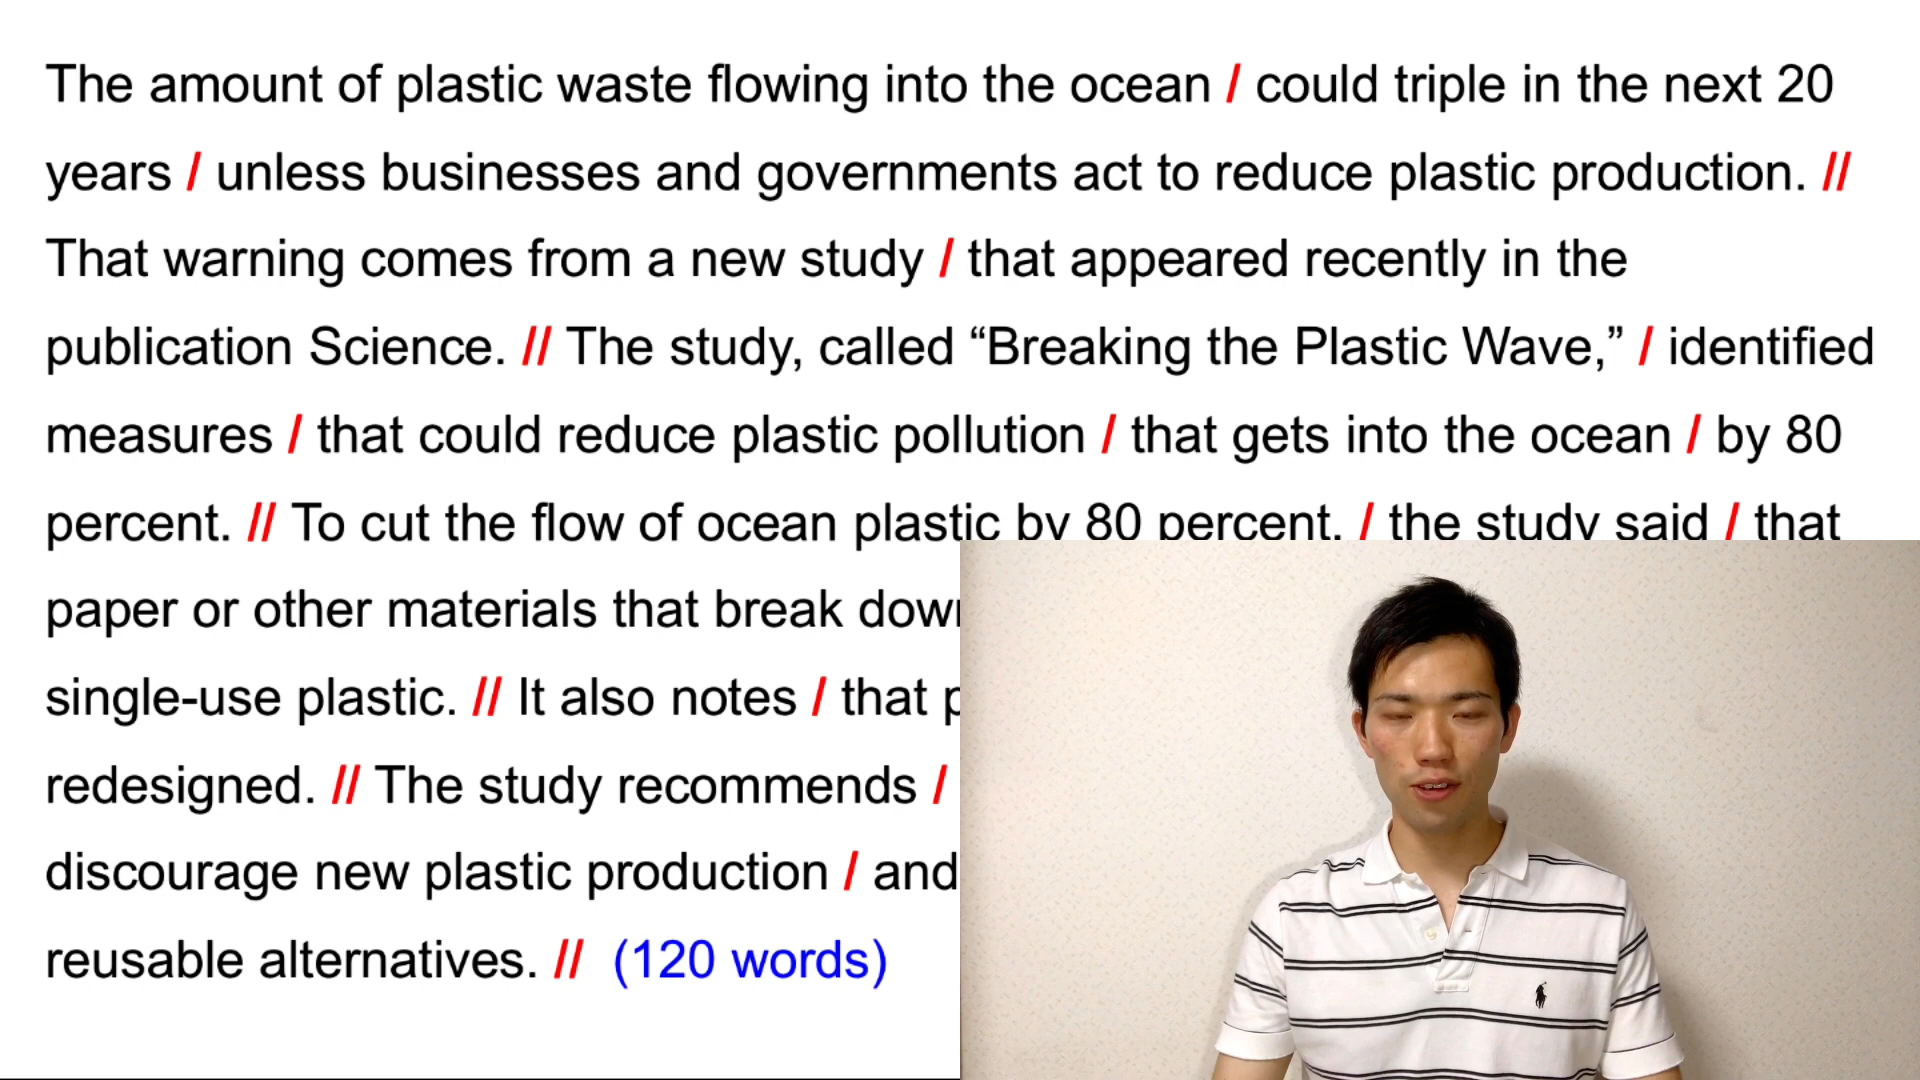 The amount of plastic waste flowing into the ocean / could triple in the next 20
years / unless businesses and governments act to reduce plastic production. //
That warning comes from a new study / that appeared recently in the
publication Science. // The study, called “Breaking the Plastic Wave,” / identified
measures / that could reduce plastic pollution / that gets into the ocean / by 80
percent. // To cut the flow of ocean plastic by 80 percent, / the study said / that
paper or other materials that break down
single-use plastic. // It also notes / that
redesigned. // The study recommends /
discourage new plastic production / and
reusable alternatives. // (120 words)